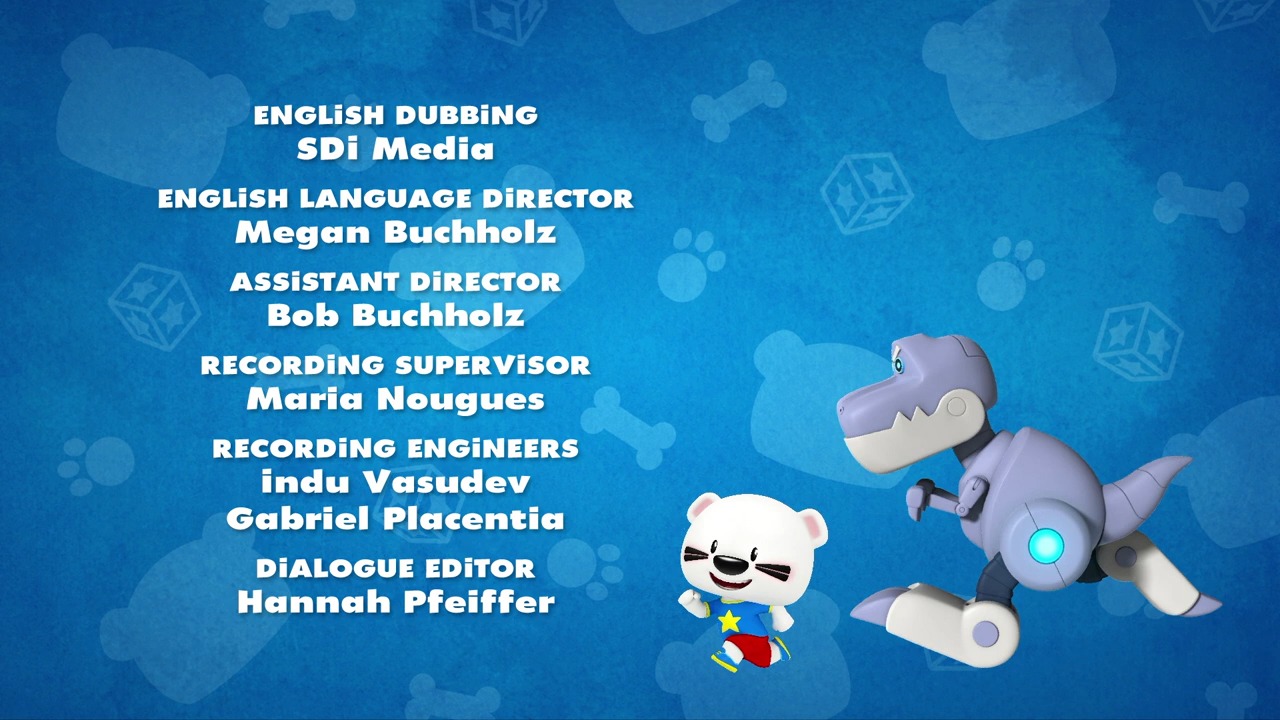 ENGLiSH DUBBiNG
SDi Media
ENGLiSH LANGUAGE DiRECTOR
Megan Buchholz
ASSiSTANT DiRECTOR
Bob Buchholz
RECORDiNG SUPERViSOR
Maria Nougues
RECORDiNG ENGiNEERS
indu Vasudev
Gabriel Placentia
DiALOGUE EDiTOR
Hannah Pfeiffer